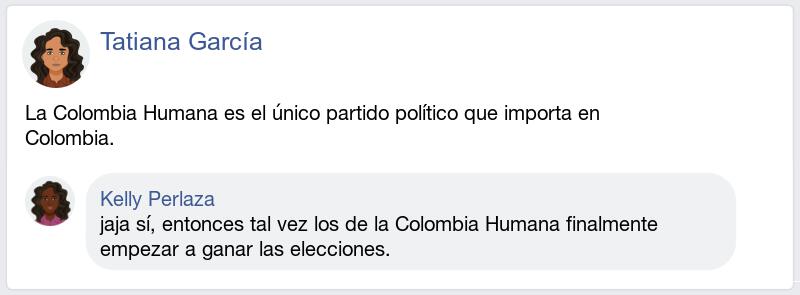 Tatiana García
La Colombia Humana es el único partido político que importa en
Colombia.
Kelly Perlaza
jaja sí, entonces tal vez los de la Colombia Humana finalmente
empezar a ganar las elecciones.